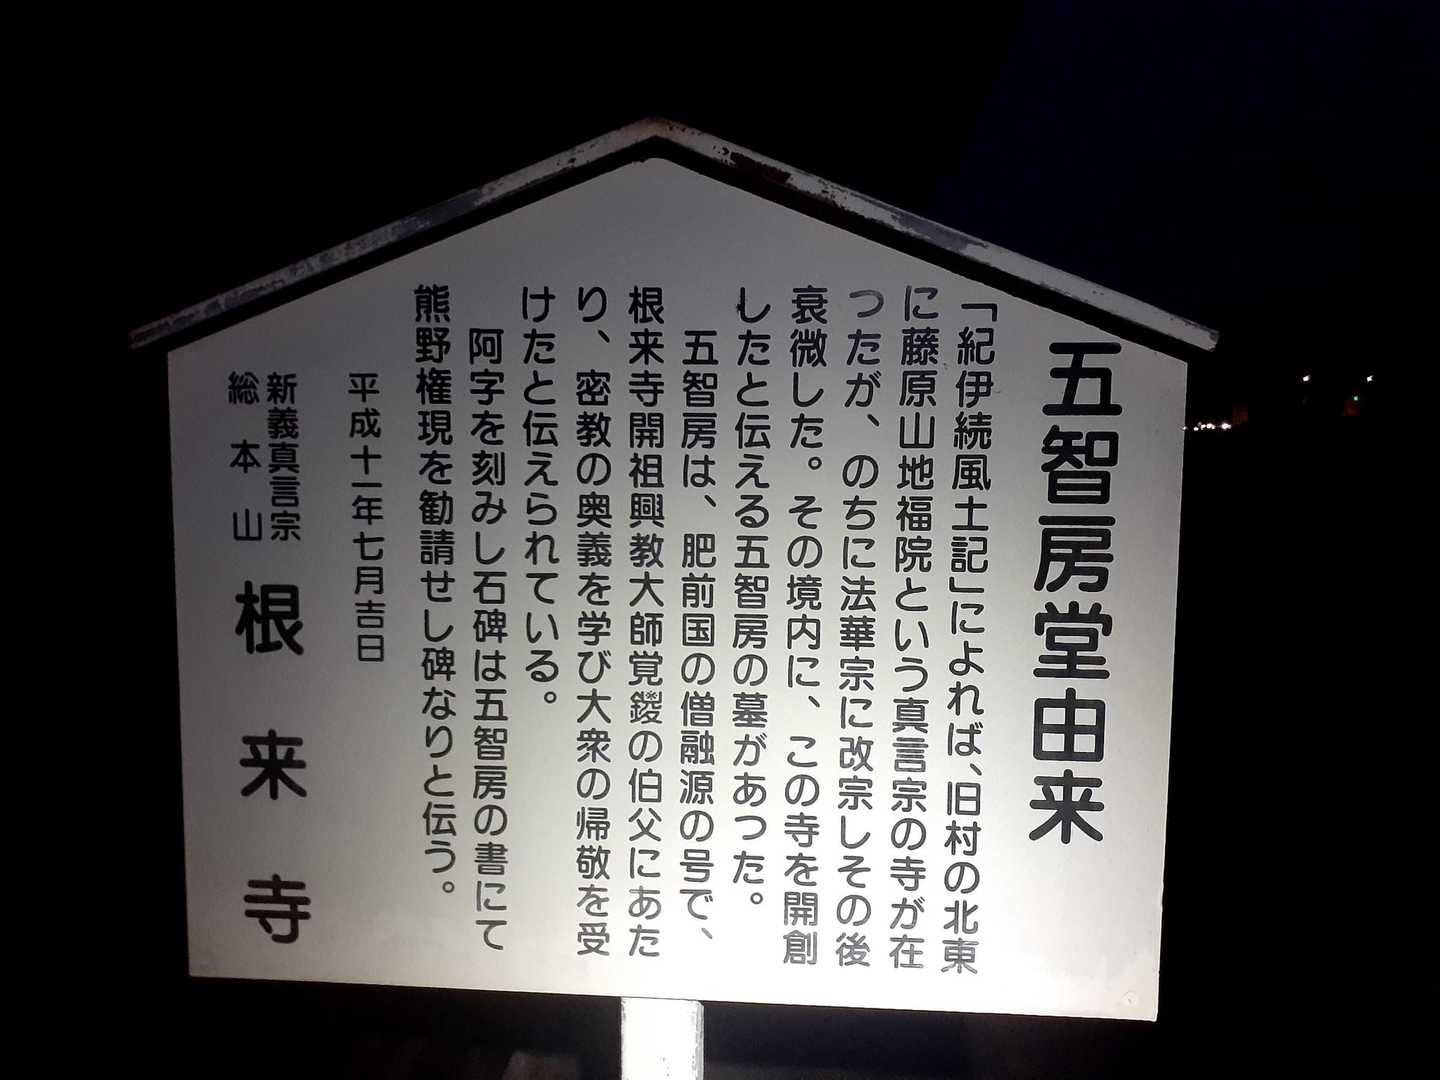 五智房堂由来
「紀伊続風土記」によれば、旧村の北東
に藤原山地福院という真言宗の寺が在
つたが、のちに法華宗に改宗しその後
衰微した。その境内に、この寺を開創
したと伝える五智房の墓があつた。
五智房は、肥前国の僧融源の号で、
根来寺開祖興教大師覚鑁の伯父にあた
り、密教の奥義を学び大衆の帰敬を受
けたと伝えられている。
阿字を刻みし石碑は五智房の書にて
熊野権現を勧請せし碑なりと伝う。
平成十一年七月吉日
新義真言宗
総本山
根来寺